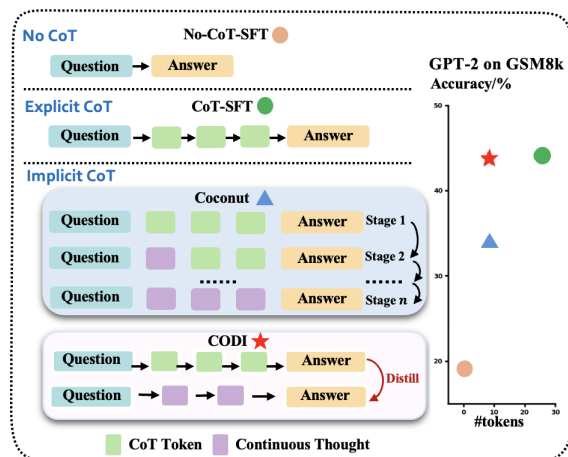 No CoT
No-CoT-SFT
Question
Answer
Explicit CoT
CoT-SFT
Question
Answer
Implicit CoT
Coconut
Question
Answer
Stage 1
Question
Answer
Stage 2
......
......
Question
Answer
Stage n
CODI
Question
Answer
Distill
Question
Answer
CoT Token
Continuous Thought
GPT-2 on GSM8k
Accuracy/%
50
40
30
20
0
10
20
30
#tokens